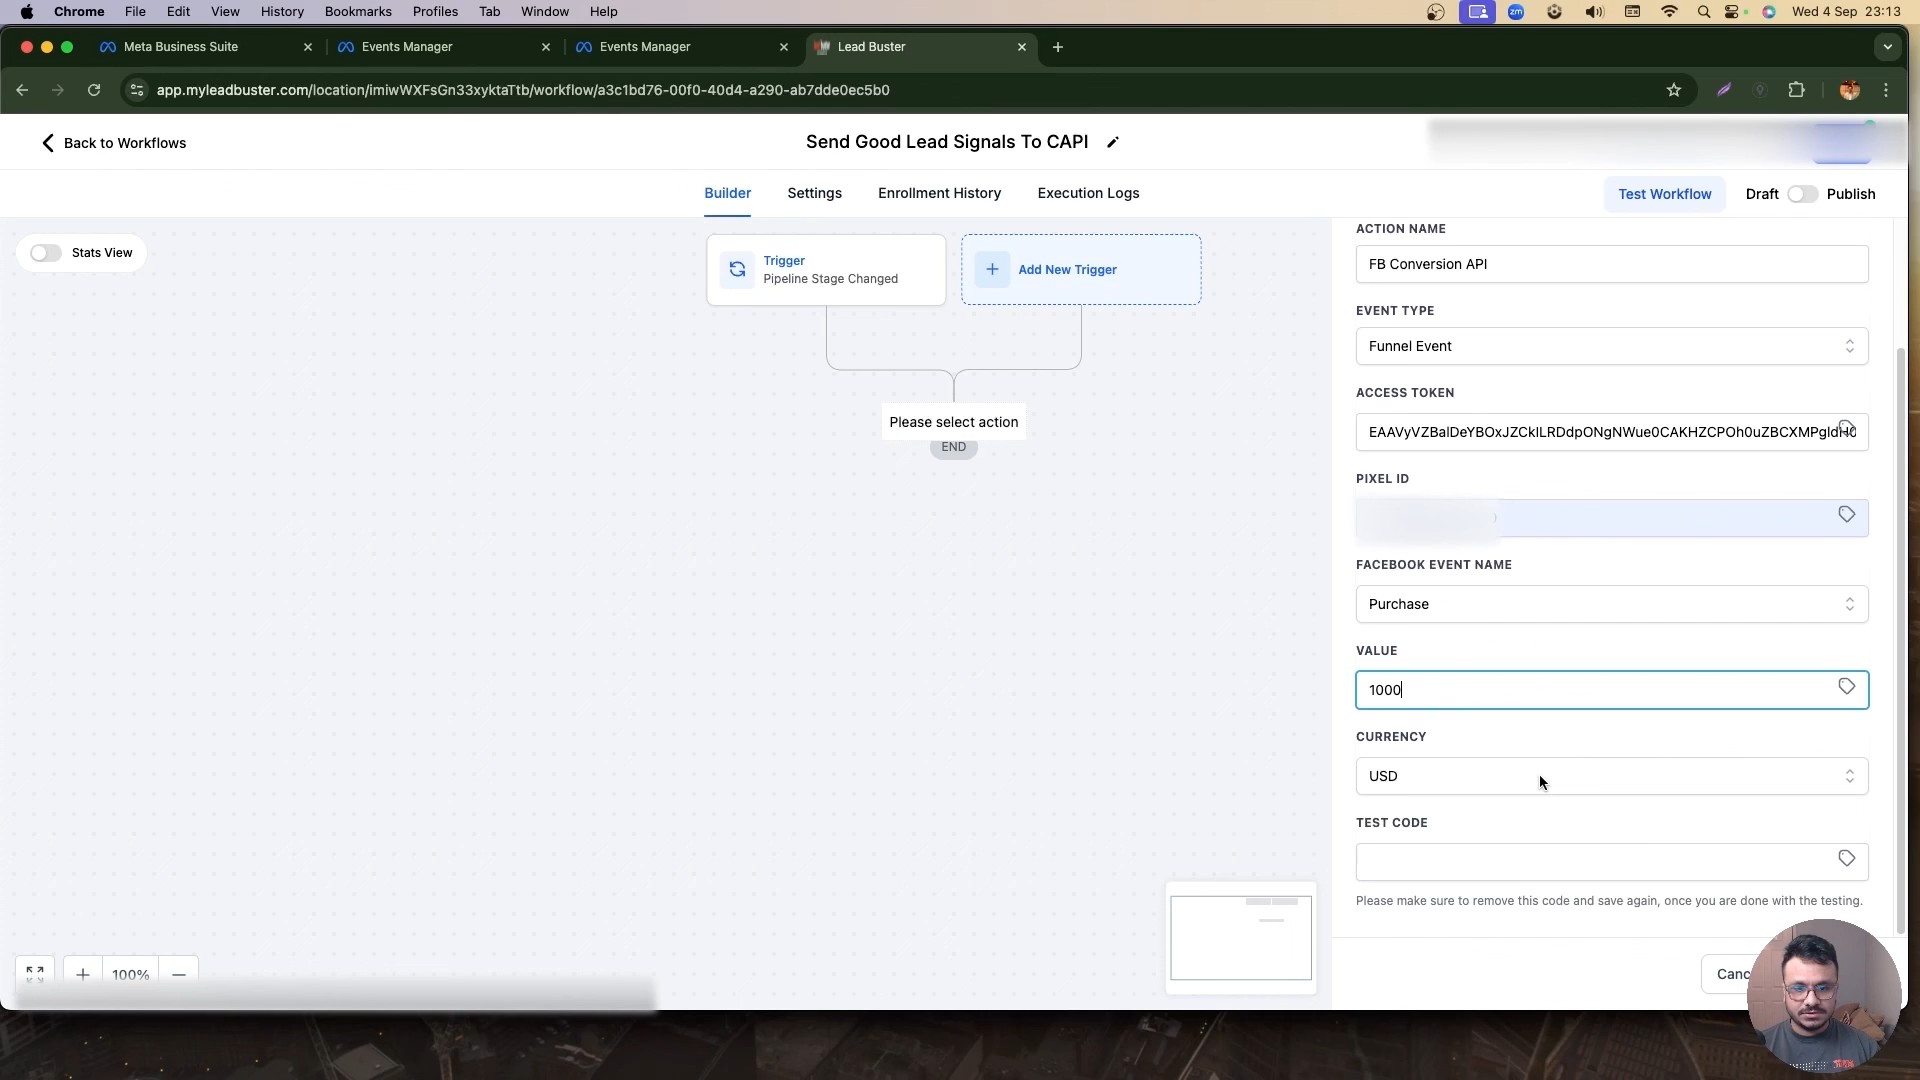 Chrome File Edit View History Bookmarks Profiles Tab Window Help
zm Wed 4 Sep 23:13
Meta Business Suite
Events Manager
Events Manager
Lead Buster
app.myleadbuster.com/location/imiwWXFsGn33xyktaTtb/workflow/a3c1bd76-00f0-40d4-a290-ab7dde0ec5b0
Back to Workflows
Send Good Lead Signals To CAPI
Builder Settings Enrollment History Execution Logs
Test Workflow Draft Publish
Stats View
Trigger
Pipeline Stage Changed
Add New Trigger
Please select action
END
100%
ACTION NAME
FB Conversion API
EVENT TYPE
Funnel Event
ACCESS TOKEN
PIXEL ID
FACEBOOK EVENT NAME
Purchase
VALUE
1000
CURRENCY
USD
TEST CODE
Please make sure to remove this code and save again, once you are done with the testing.
Canc